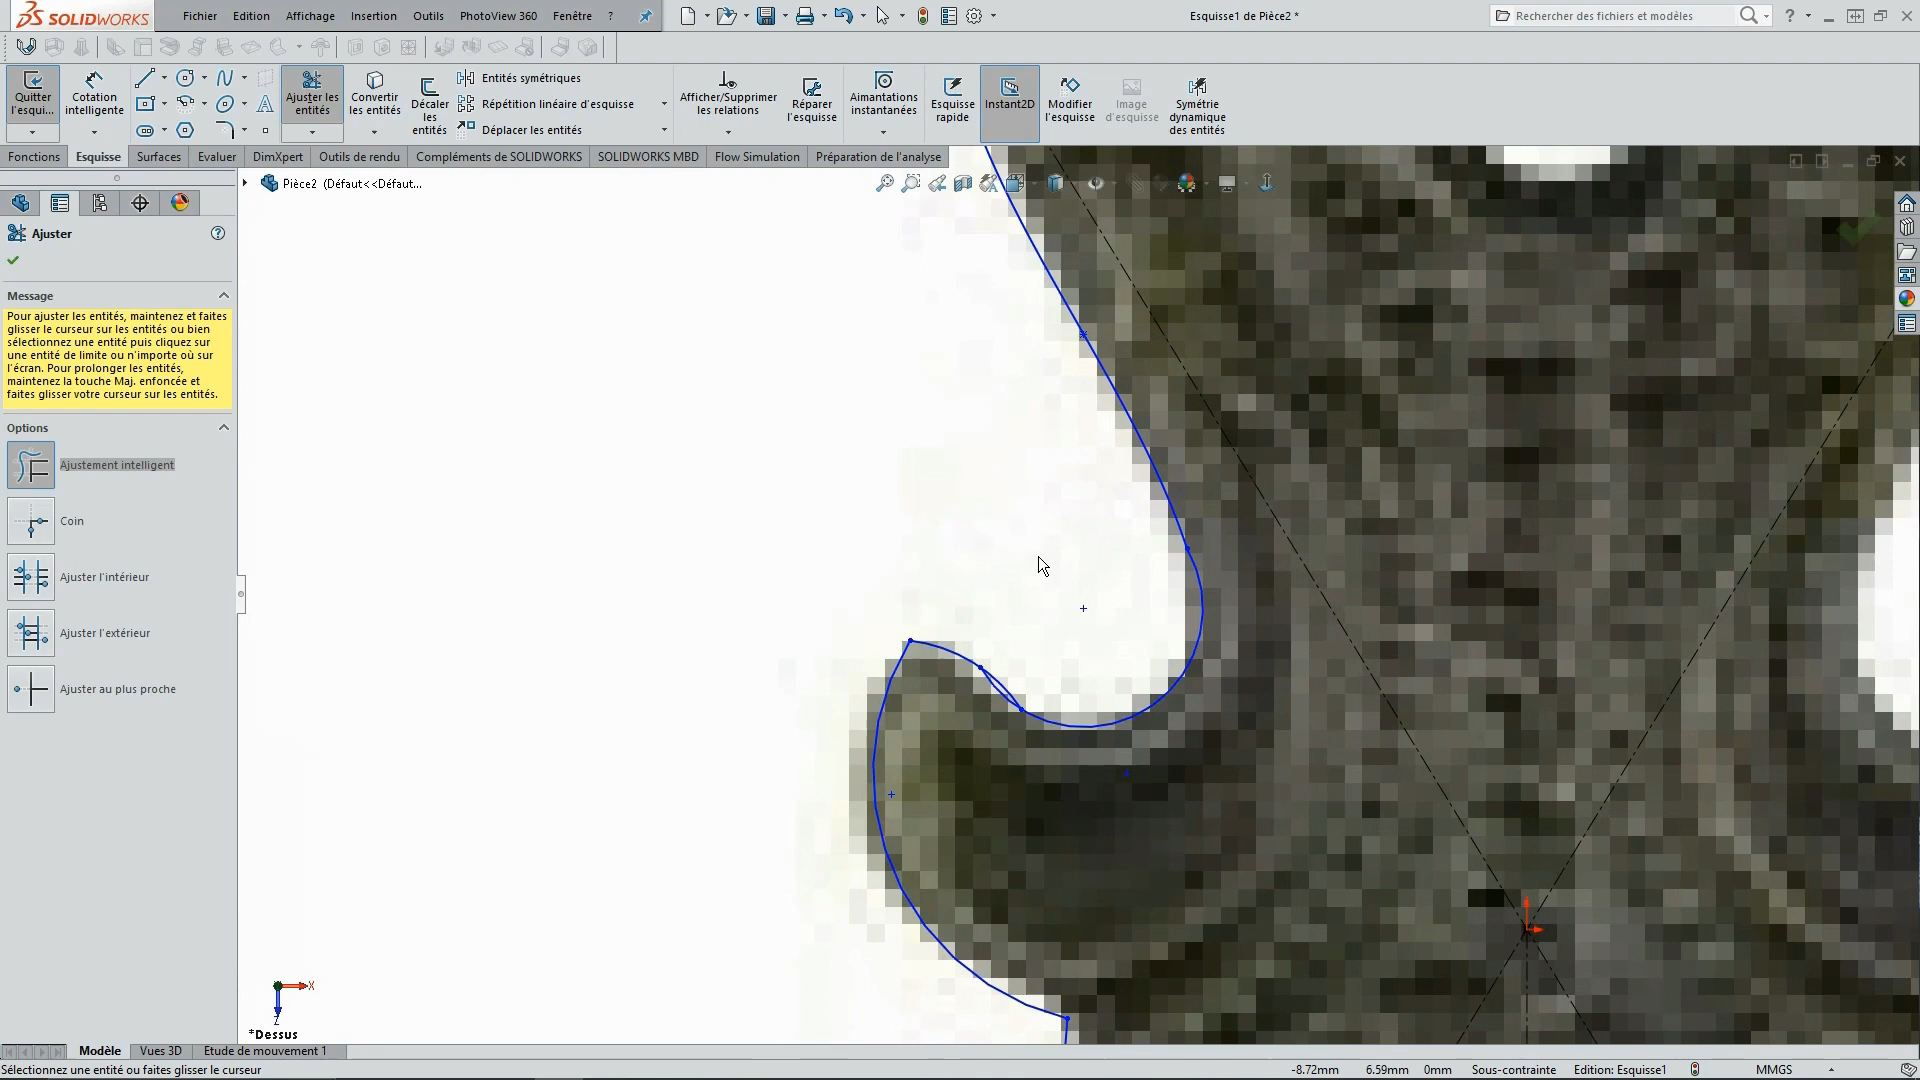 SOLIDWORKS
Fichier Edition Affichage Insertion Outils PhotoView 360 Fenêtre ?
Esquisse1 de Pièce2 *
Rechercher des fichiers et modèles
?
Quitter l'esqui...
Cotation intelligente
Ajuster les entités
Convertir les entités
Décaler les entités
Entités symétriques
Répétition linéaire d'esquisse
Déplacer les entités
Afficher/Supprimer les relations
Réparer l'esquisse
Aimantations instantanées
Esquisse rapide
Instant2D
Modifier l'esquisse
Image d'esquisse
Symétrie dynamique des entités
Fonctions Esquisse Surfaces Evaluer DimXpert Outils de rendu Compléments de SOLIDWORKS SOLIDWORKS MBD Flow Simulation Préparation de l'analyse
Pièce2 (Défaut<<Défaut...
Ajuster
?
Message
Pour ajuster les entités, maintenez et faites
glisser le curseur sur les entités ou bien
sélectionnez une entité puis cliquez sur
une entité de limite ou n'importe où sur
l'écran. Pour prolonger les entités,
maintenez la touche Maj. enfoncée et
faites glisser votre curseur sur les entités.
Options
Ajustement intelligent
Coin
Ajuster l'intérieur
Ajuster l'extérieur
Ajuster au plus proche
X
Z
*Dessus
Modèle Vues 3D Etude de mouvement 1
Sélectionnez une entité ou faites glisser le curseur
-8.72mm 6.59mm 0mm Sous-contrainte Edition: Esquisse1 MMGS